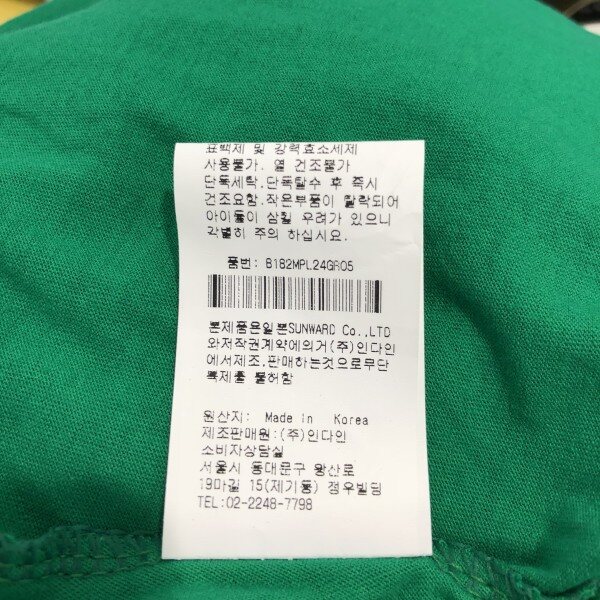 표백제 및 강력효소세제
사용불가. 열 건조불가
단독세탁,단독탈수 후 즉시
건조요함.작은부품이 탈락되어
아이들이 삼킬 우려가 있으니
각별히 주의 하십시요.
품번: B182MPL24GR05
본제품은일본SUNWARD Co.,LTD
와저작권계약에의거(주)인다인
에서제조,판매하는것으로무단
복제를 불허함
원산지: Made In Korea
제조판매원:(주)인다인
소비자상담실
서울시 동대문구 왕산로
19마길 15(제기동) 정우빌딩
TEL:02-2248-7798